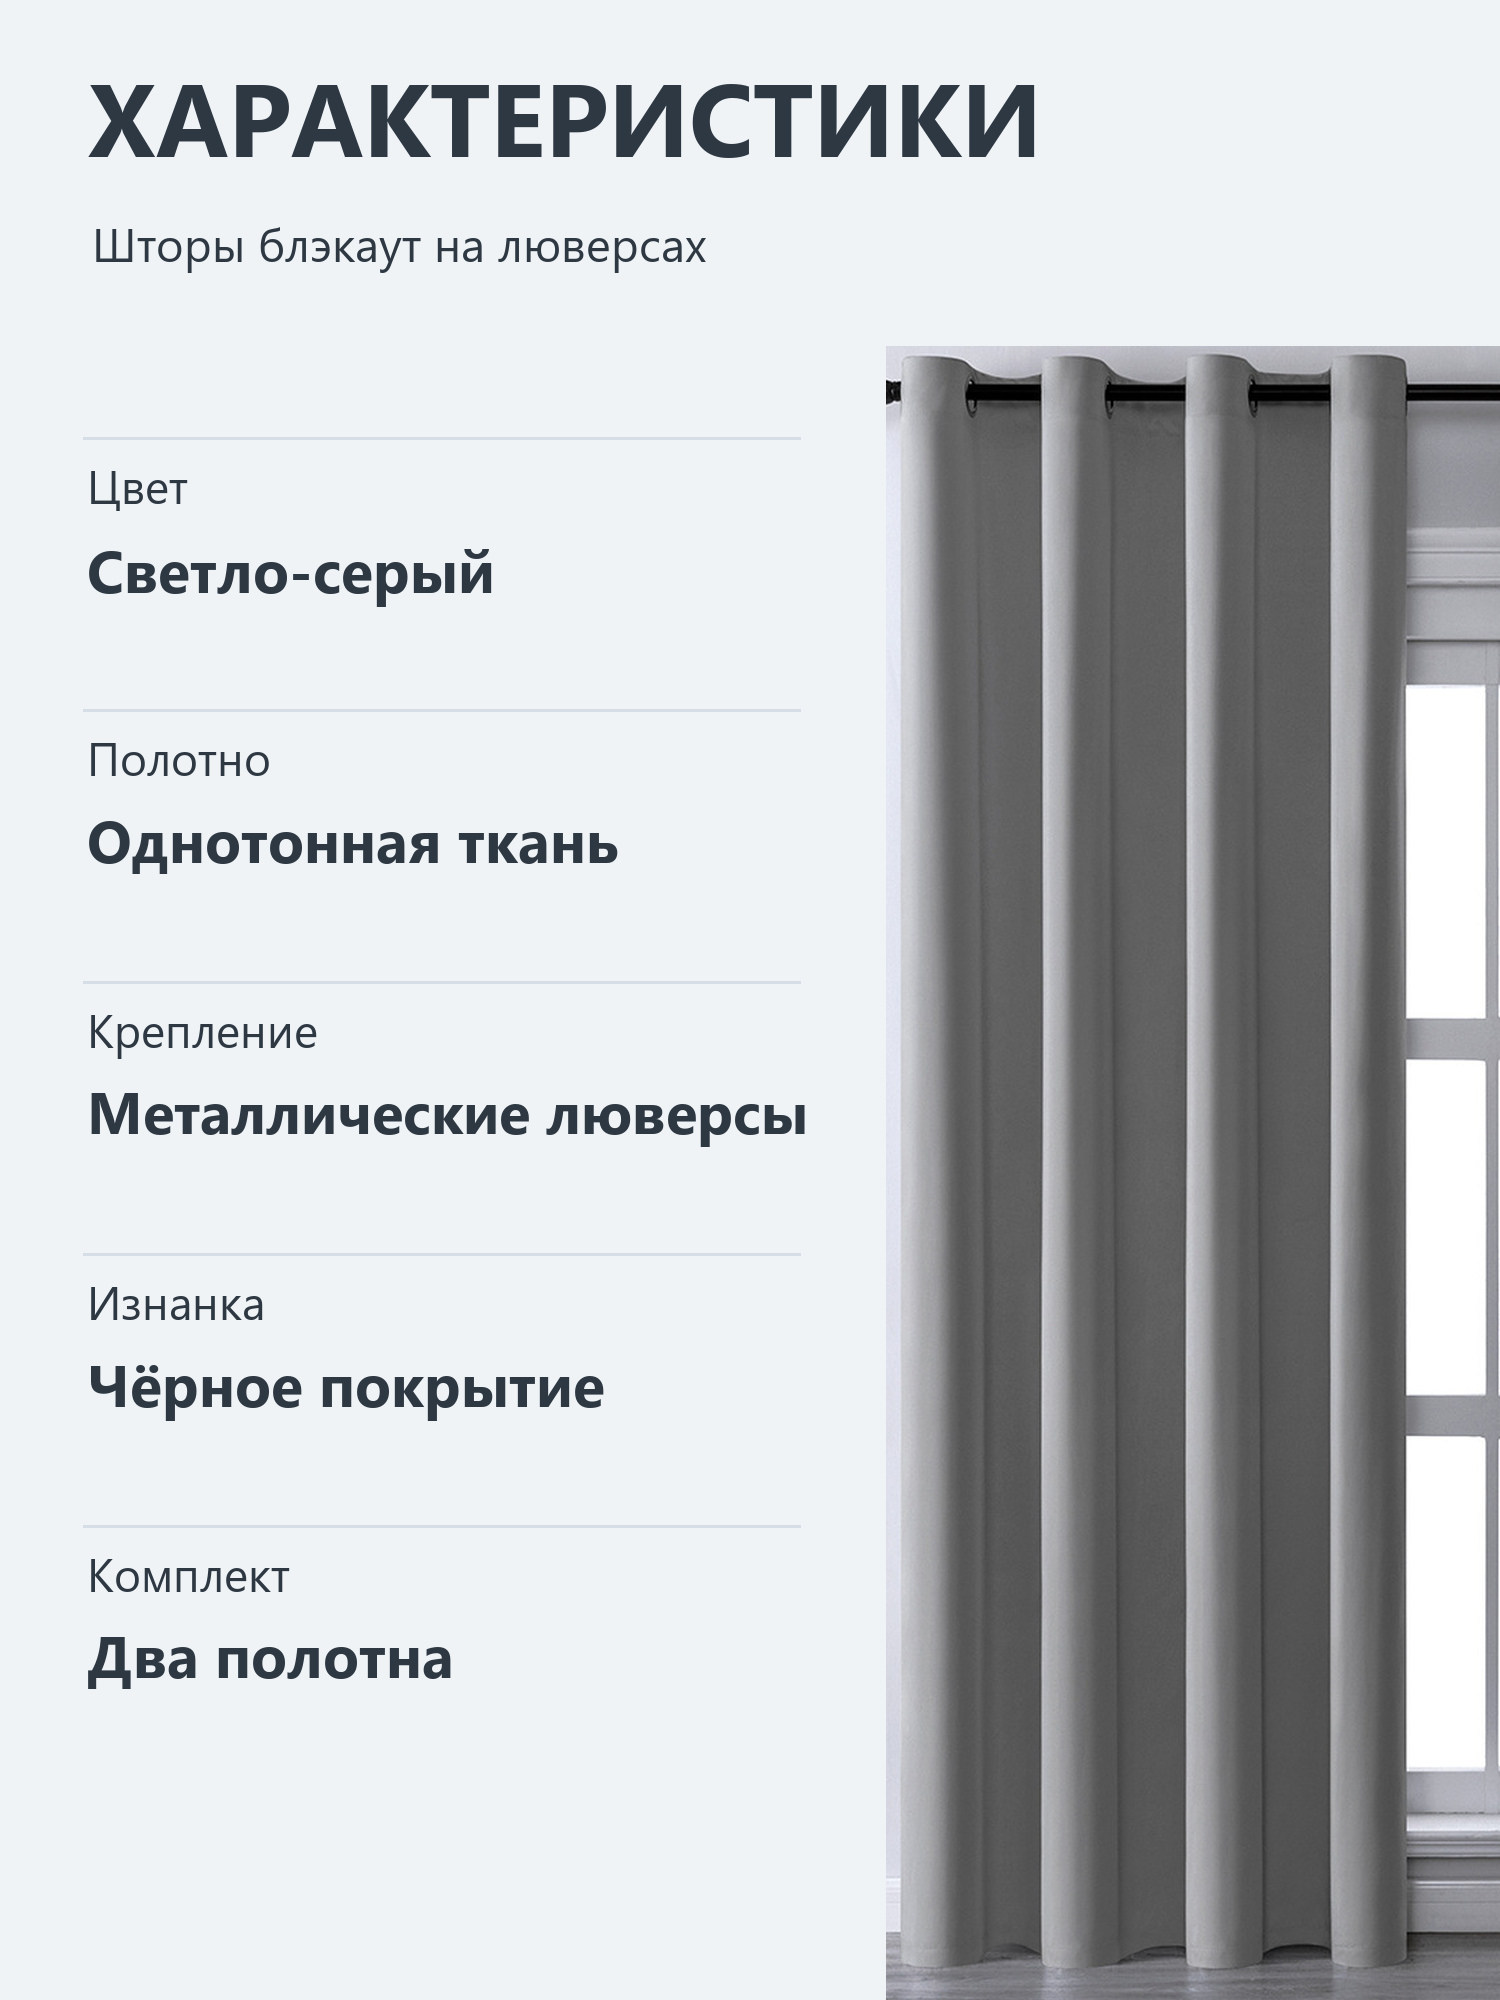 ХАРАКТЕРИСТИКИ
Шторы блэкаут на люверсах
Цвет
Светло-серый
Полотно
Однотонная ткань
Крепление
Металлические люверсы
Изнанка
Чёрное покрытие
Комплект
Два полотна